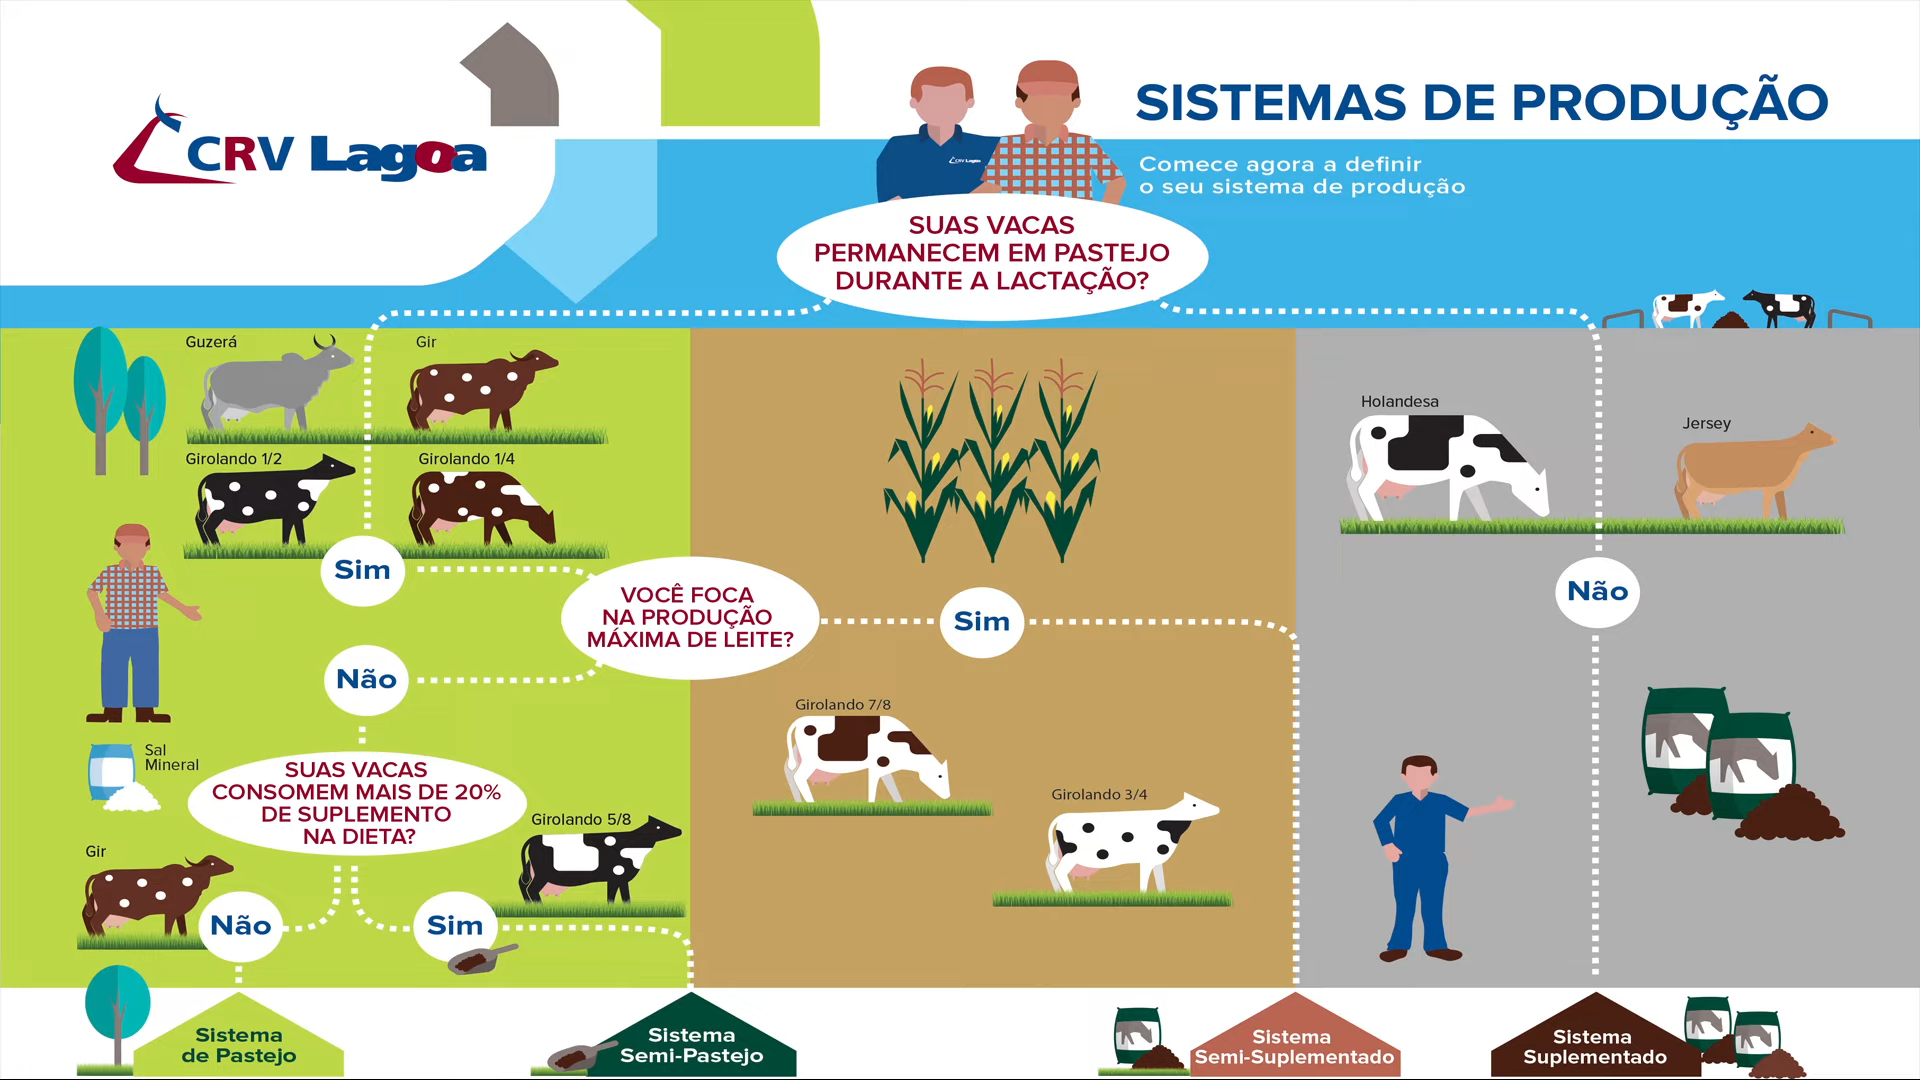 CRV Lagoa
SISTEMAS DE PRODUÇÃO
Comece agora a definir
o seu sistema de produção
CRV Lagoa
SUAS VACAS
PERMANECEM EM PASTEJO
DURANTE A LACTAÇÃO?
Guzerá
Gir
Girolando 1/2
Girolando 1/4
Holandesa
Jersey
Sim
VOCÊ FOCA
NA PRODUÇÃO
MÁXIMA DE LEITE?
Sim
Não
Não
Girolando 7/8
Girolando 3/4
Sal
Mineral
SUAS VACAS
CONSOMEM MAIS DE 20%
DE SUPLEMENTO
NA DIETA?
Girolando 5/8
Gir
Não
Sim
Sistema
de Pastejo
Sistema
Semi-Pastejo
Sistema
Semi-Suplementado
Sistema
Suplementado